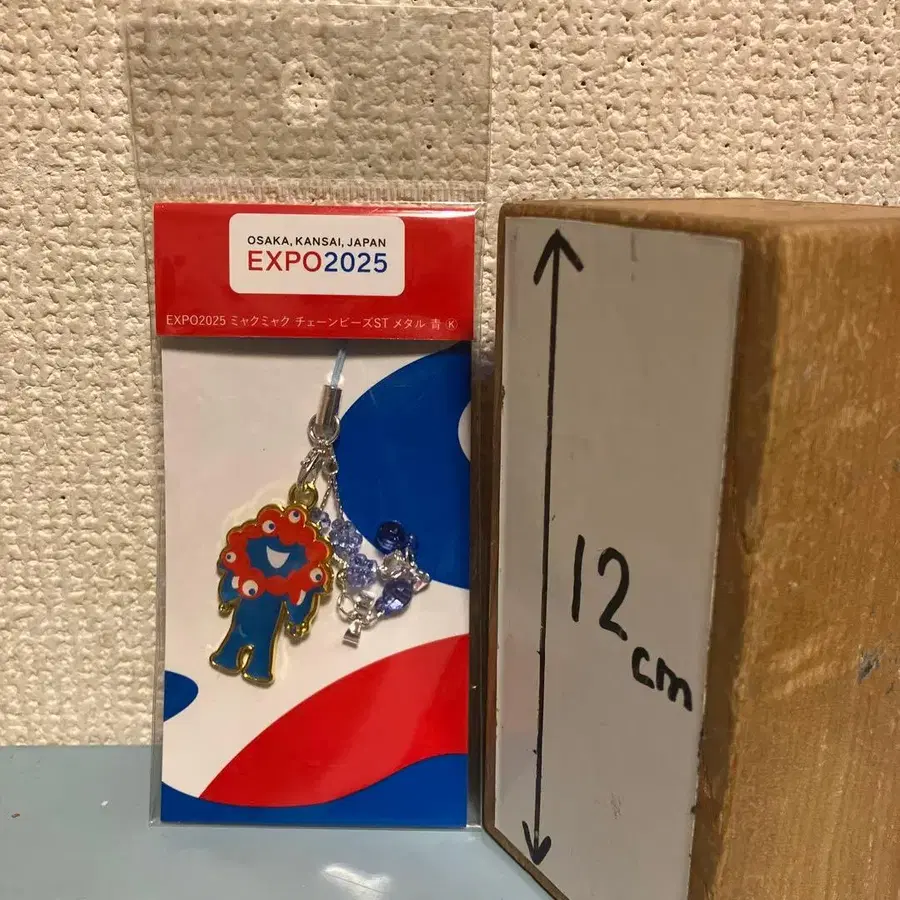 OSAKA, KANSAI, JAPAN
EXPO2025
EXPO2025 ミャクミャク チェーンビーズST メタル 青 Ⓚ
12
cm